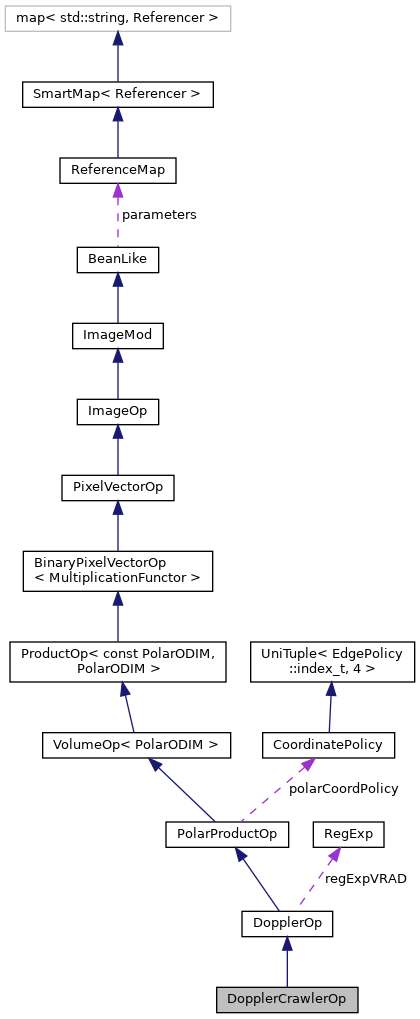 map< std::string, Referencer >
SmartMap< Referencer >
ReferenceMap
parameters
BeanLike
ImageMod
ImageOp
PixelVectorOp
BinaryPixelVectorOp
< MultiplicationFunctor >
ProductOp< const PolarODIM,
PolarODIM >
UniTuple< EdgePolicy
::index_t, 4 >
VolumeOp< PolarODIM >
CoordinatePolicy
polarCoordPolicy
PolarProductOp
RegExp
regExpVRAD
DopplerOp
DopplerCrawlerOp